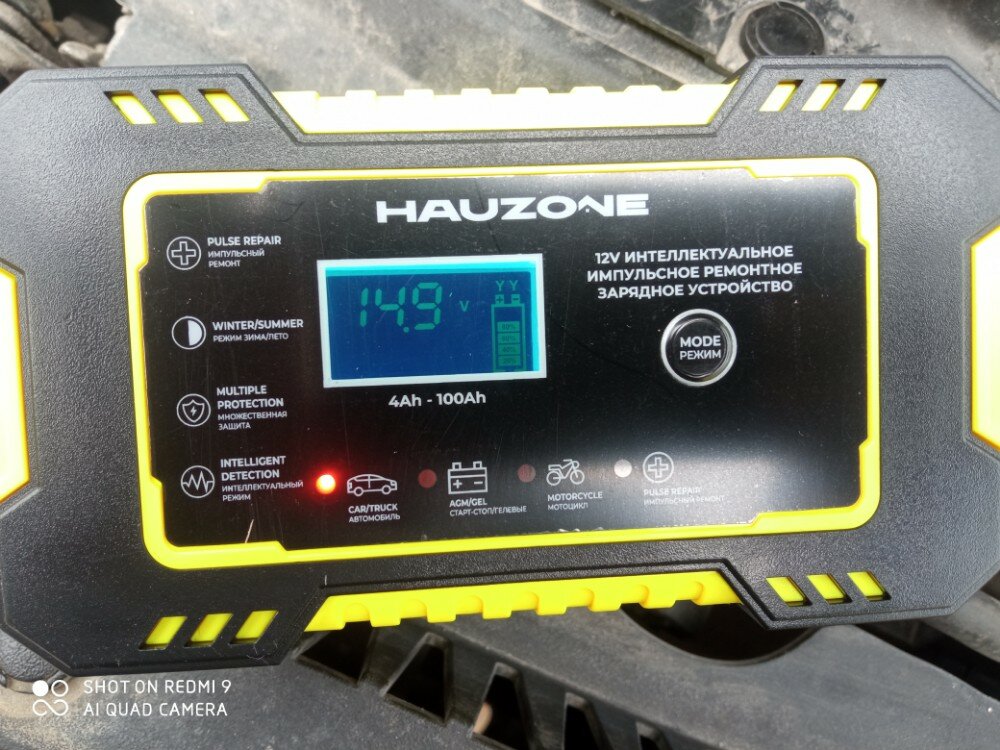 HAUZONE
PULSE REPAIR
ИМПУЛЬСНЫЙ
РЕМОНТ
WINTER/SUMMER
РЕЖИМ ЗИМА/ЛЕТО
MULTIPLE
PROTECTION
МНОЖЕСТВЕННАЯ
ЗАЩИТА
INTELLIGENT
DETECTION
ИНТЕЛЛЕКТУАЛЬНЫЙ
РЕЖИМ
14.9 V
80%
4Ah - 100Ah
12V ИНТЕЛЛЕКТУАЛЬНОЕ
ИМПУЛЬСНОЕ РЕМОНТНОЕ
ЗАРЯДНОЕ УСТРОЙСТВО
MODE
РЕЖИМ
CAR/TRUCK
АВТОМОБИЛЬ
AGM/GEL
СТАРТ-СТОП/ГЕЛЕВЫЕ
MOTORCYCLE
МОТОЦИКЛ
PULSE REPAIR
ИМПУЛЬСНЫЙ РЕМОНТ
SHOT ON REDMI 9
AI QUAD CAMERA